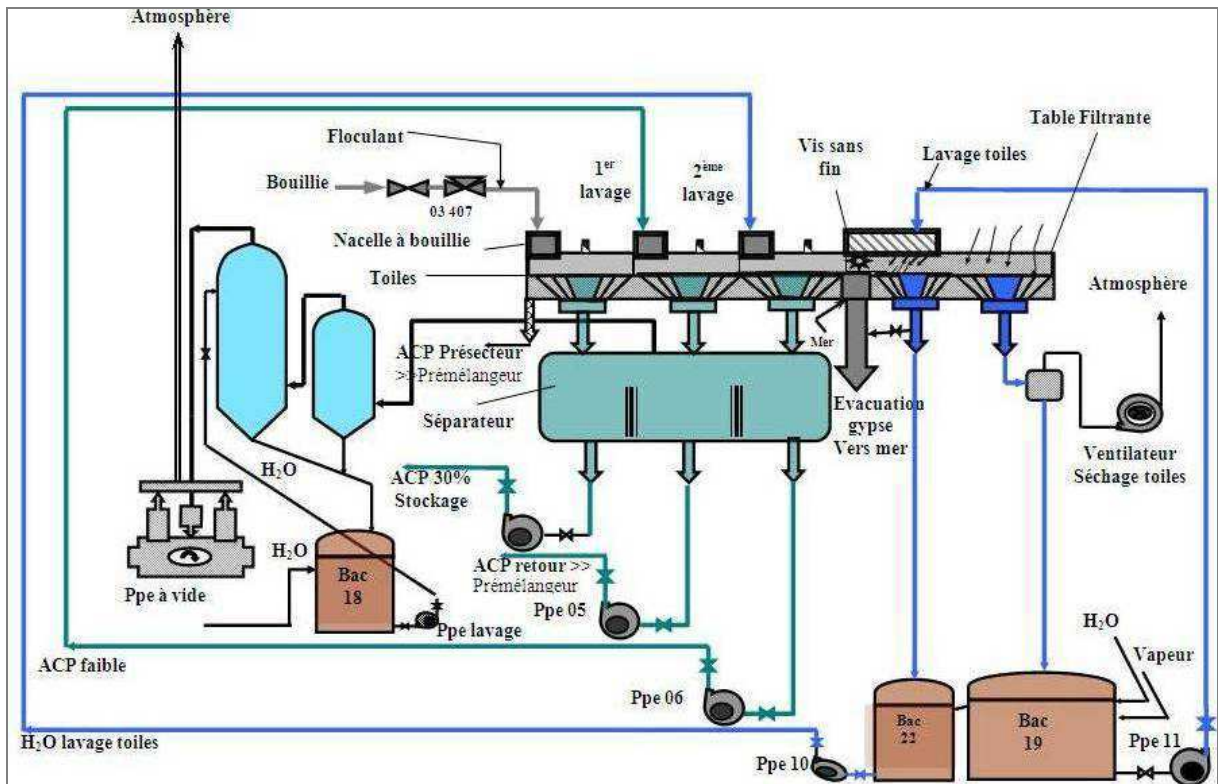 Atmosphère
Floculant
Bouillie
03 407
1er
lavage
2ème
lavage
Vis sans
fin
Table Filtrante
Lavage toiles
Nacelle à bouillie
Toiles
Atmosphère
ACP Présecteur
>>Prémélangeur
Mer
Séparateur
Evacuation
gypse
Vers mer
Ventilateur
Séchage toiles
H2O
ACP 30%
Stockage
H2O
Ppe à vide
Bac
18
ACP retour >>
Prémélangeur
Ppe 05
Ppe lavage
H2O
Vapeur
ACP faible
Ppe 06
Bac
22
Bac
19
Ppe 11
H2O lavage toiles
Ppe 10